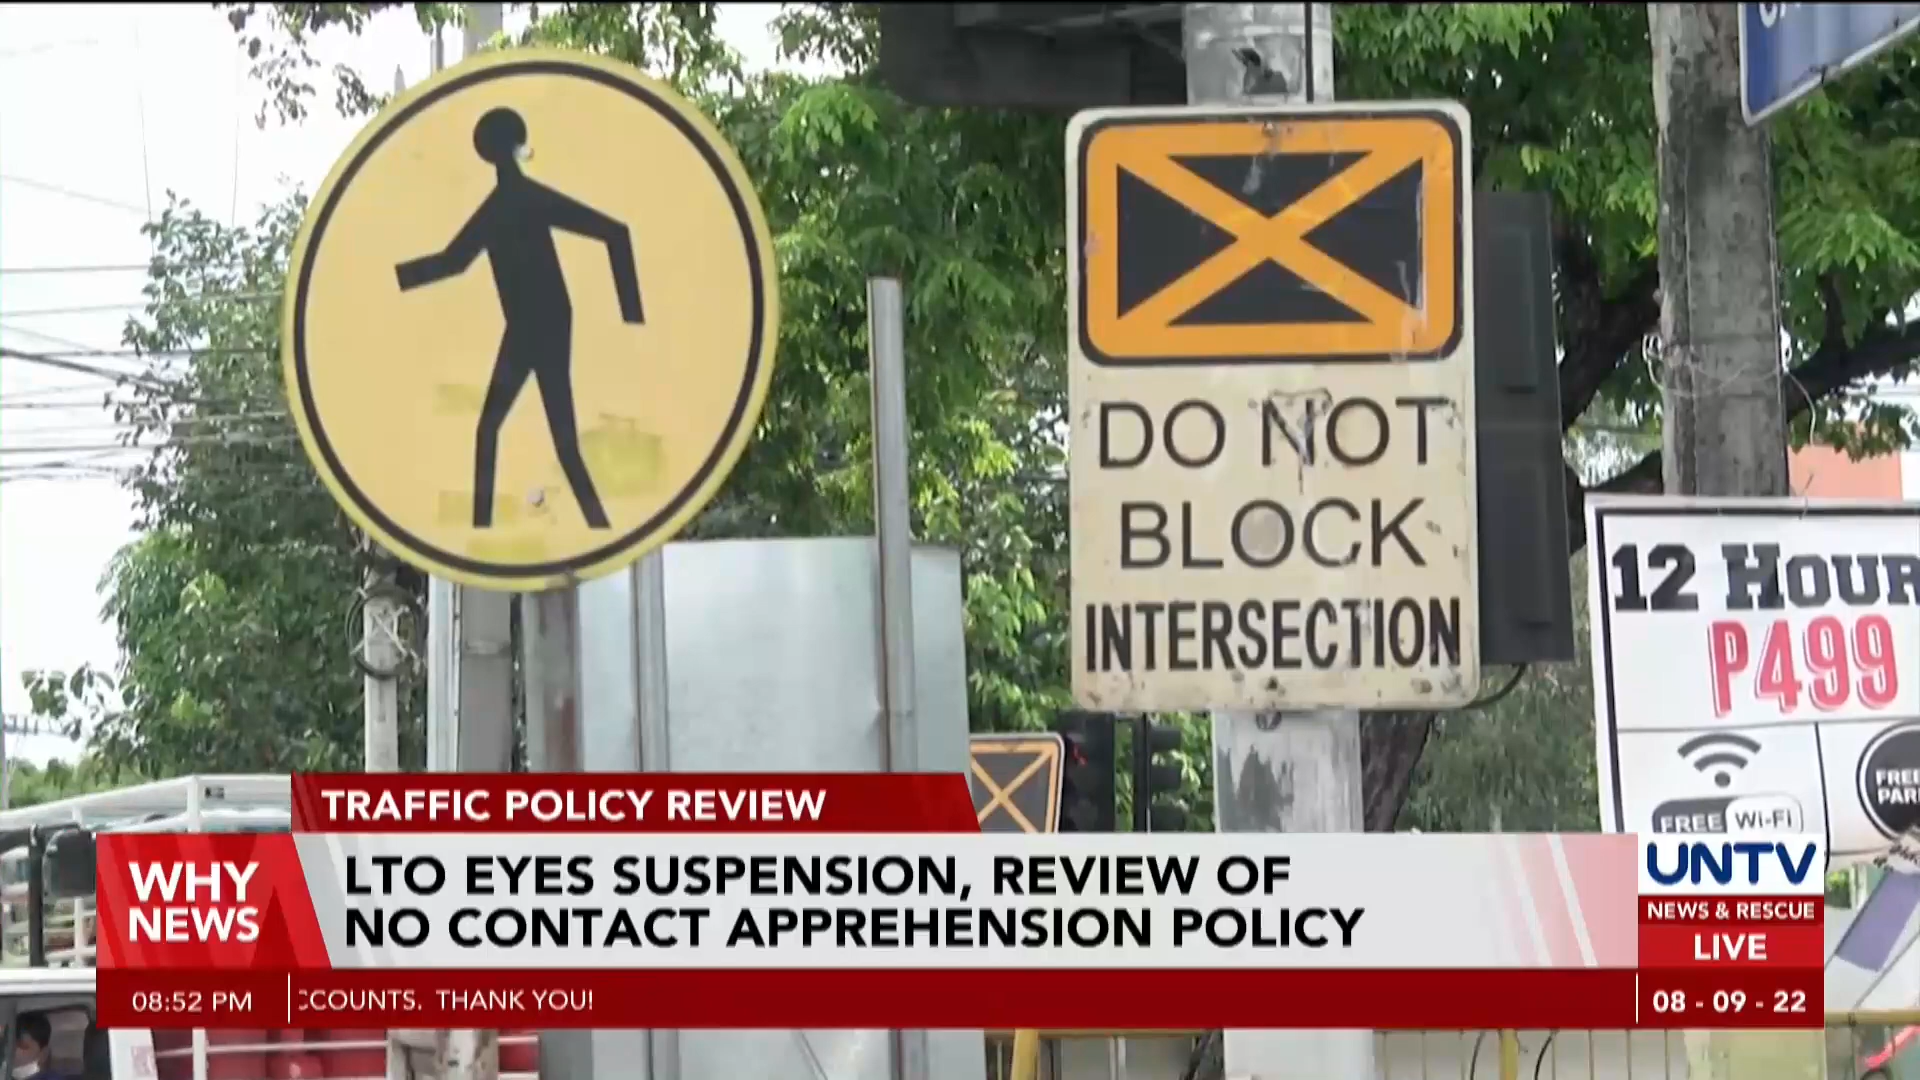 DO NOT
BLOCK
INTERSECTION
12 HOUR
P499
FREE Wi-Fi
FREE
TRAFFIC POLICY REVIEW
WHY
NEWS
LTO EYES SUSPENSION, REVIEW OF
NO CONTACT APPREHENSION POLICY
UNTV
NEWS & RESCUE
LIVE
08:52 PM
CCOUNTS. THANK YOU!
08 - 09 - 22